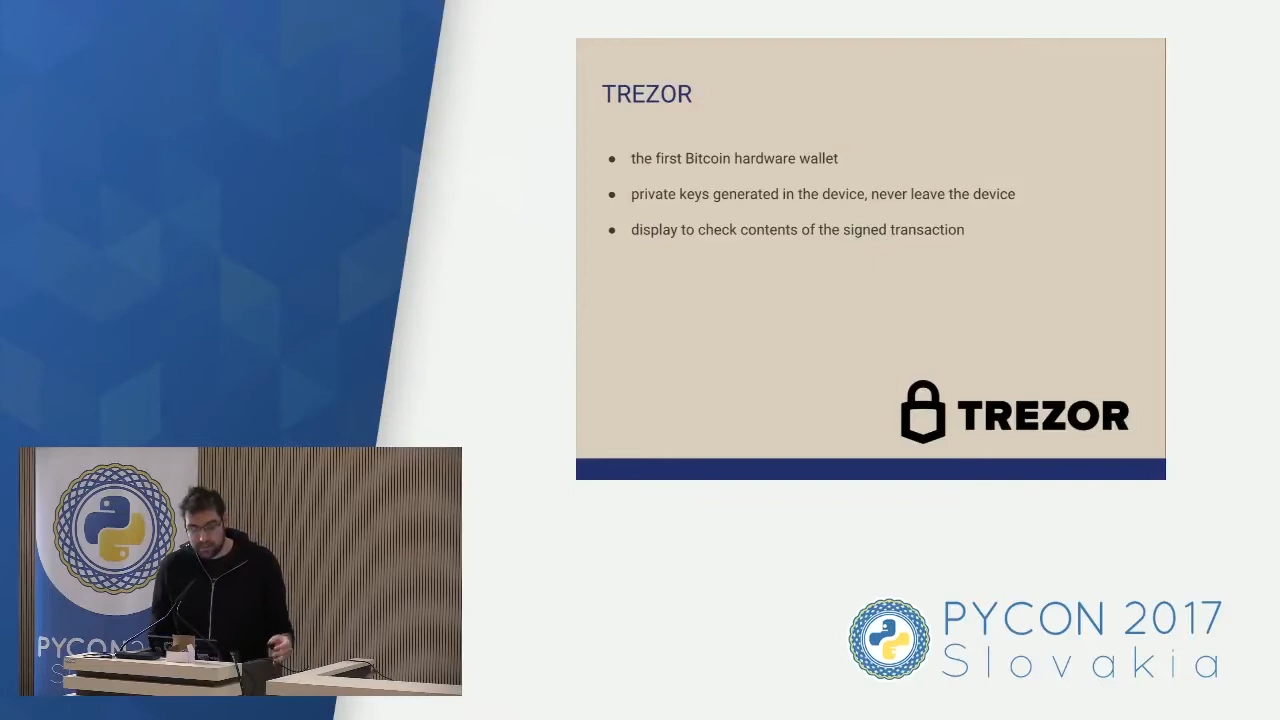 TREZOR
● the first Bitcoin hardware wallet
● private keys generated in the device, never leave the device
● display to check contents of the signed transaction
TREZOR
PYCON 2017
Slovakia
PYCON
S